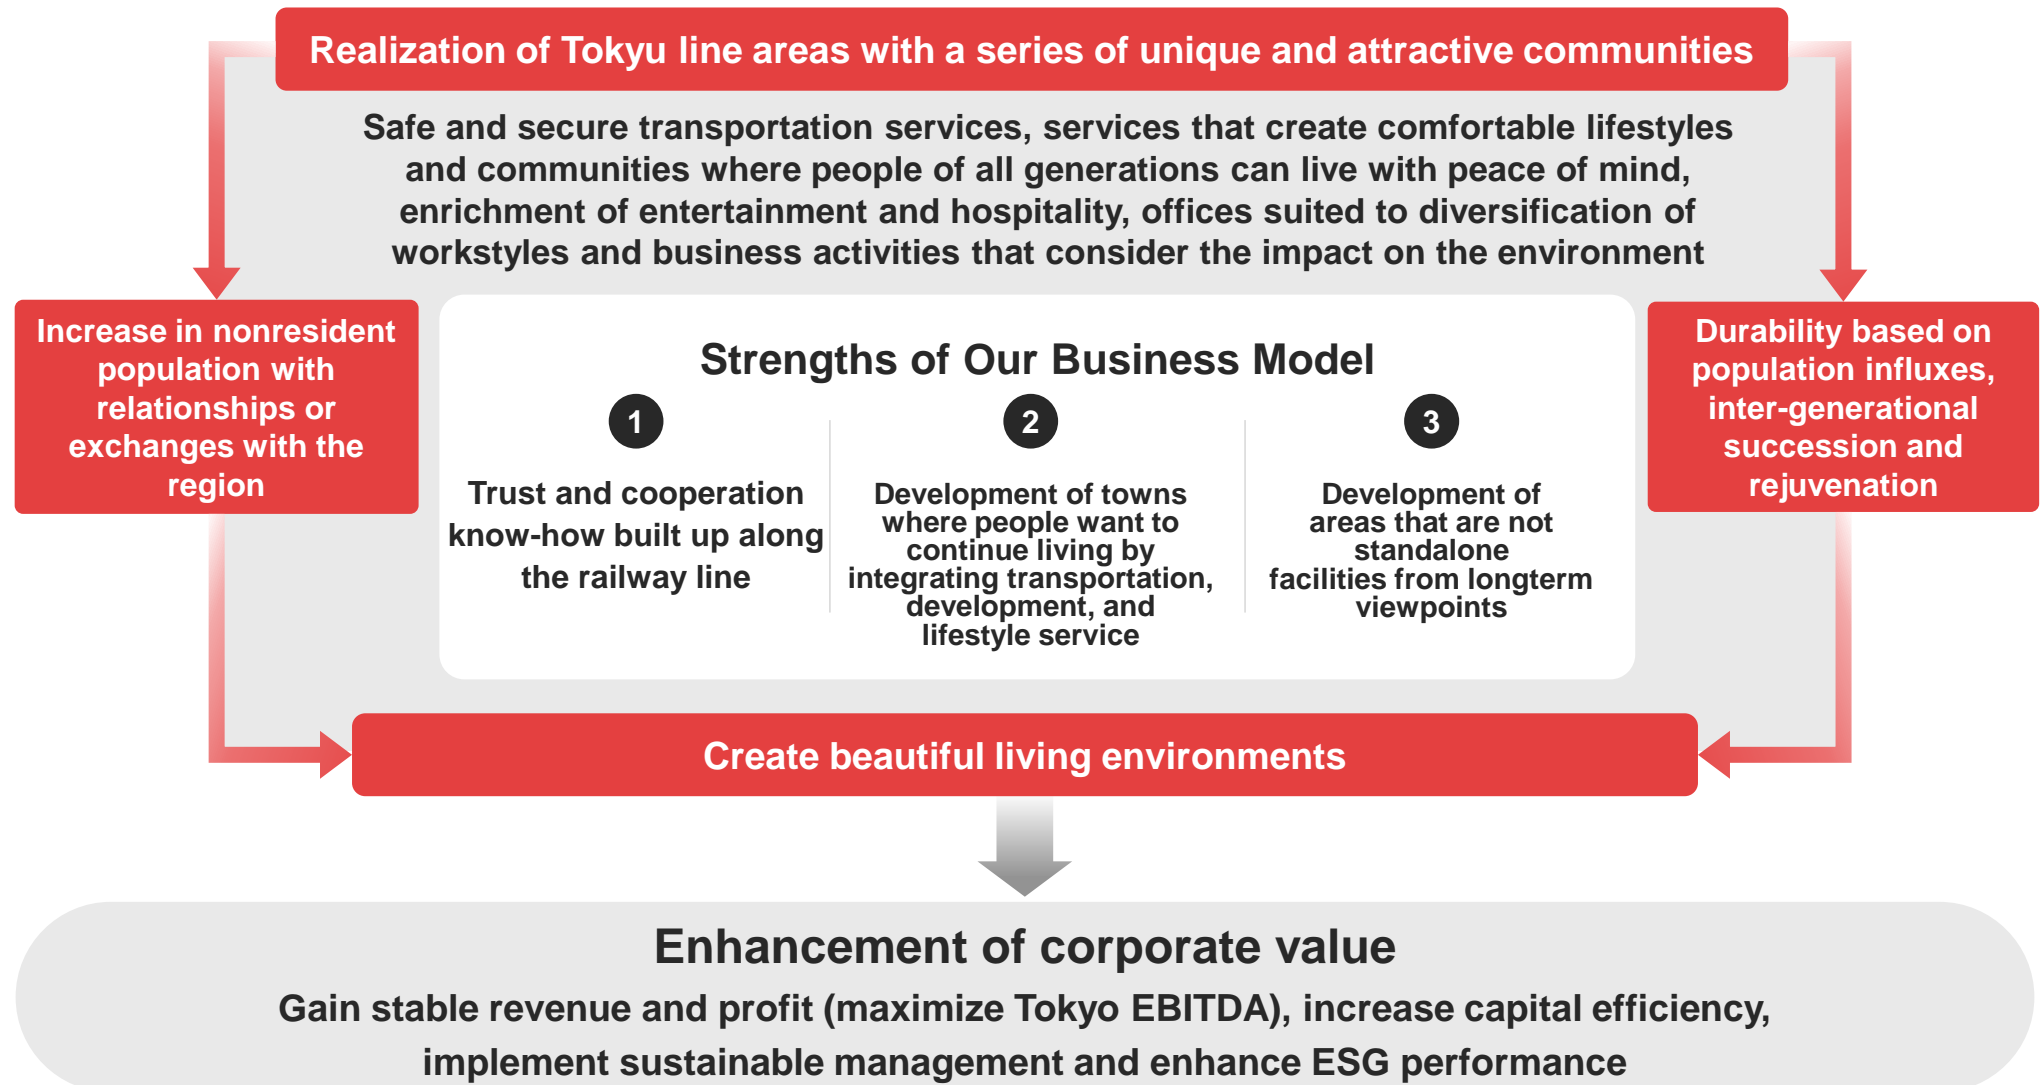 Realization of Tokyu line areas with a series of unique and attractive communities
Safe and secure transportation services, services that create comfortable lifestyles
and communities where people of all generations can live with peace of mind,
enrichment of entertainment and hospitality, offices suited to diversification of
workstyles and business activities that consider the impact on the environment
Increase in nonresident
population with
relationships or
exchanges with the
region
Strengths of Our Business Model
1
Trust and cooperation
know-how built up along
the railway line
2
Development of towns
where people want to
continue living by
integrating transportation,
development, and
lifestyle service
3
Development of
areas that are not
standalone
facilities from longterm
viewpoints
Durability based on
population influxes,
inter-generational
succession and
rejuvenation
Create beautiful living environments
Enhancement of corporate value
Gain stable revenue and profit (maximize Tokyo EBITDA), increase capital efficiency,
implement sustainable management and enhance ESG performance